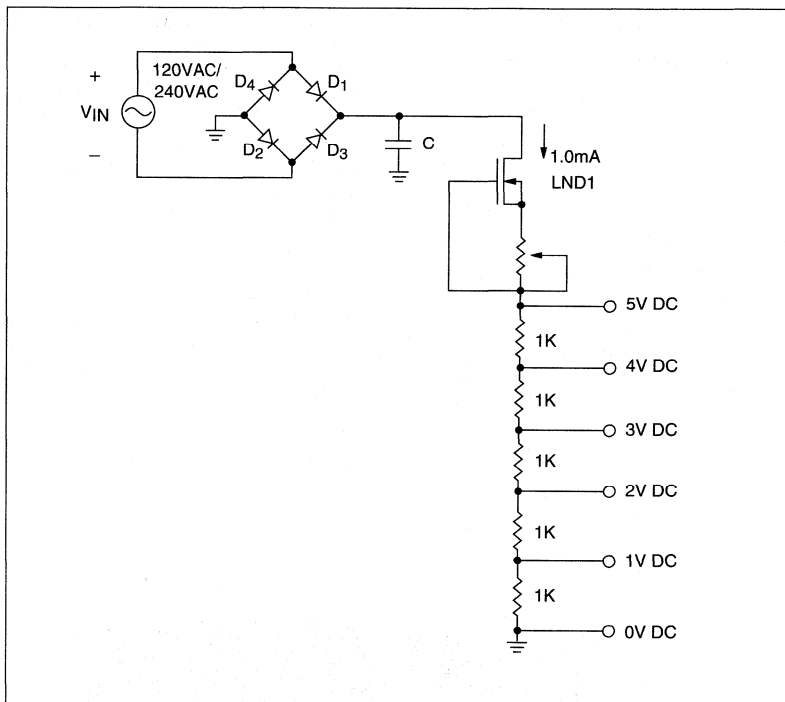 +
120VAC/
240VAC
VIN
−
D4
D1
D2
D3
C
1.0mA
LND1
5V DC
1K
4V DC
1K
3V DC
1K
2V DC
1K
1V DC
1K
0V DC